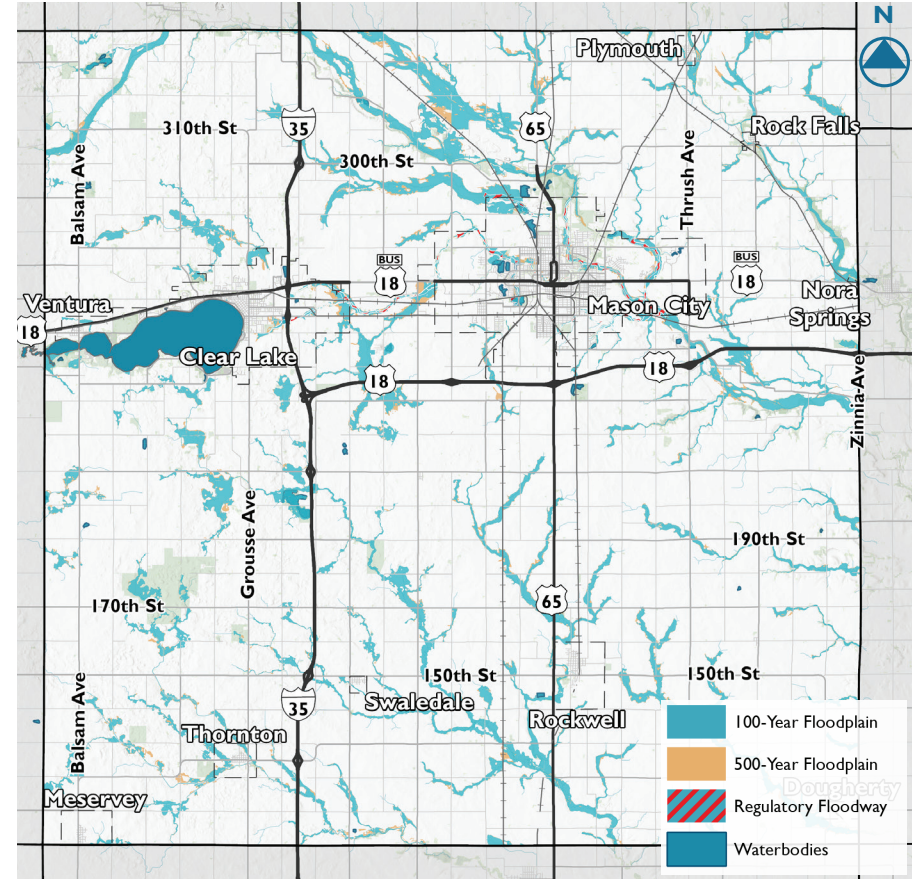 N
Plymouth
35
65
310th St
Rock Falls
300th St
Balsam Ave
Thrush Ave
BUS
18
BUS
18
Ventura
Mason City
Nora
Springs
18
Clear Lake
18
18
Zinnia Ave
Grousse Ave
190th St
170th St
65
150th St
150th St
Balsam Ave
35
Swaledale
Rockwell
Thornton
100-Year Floodplain
500-Year Floodplain
Dougherty
Meservey
Regulatory Floodway
Waterbodies